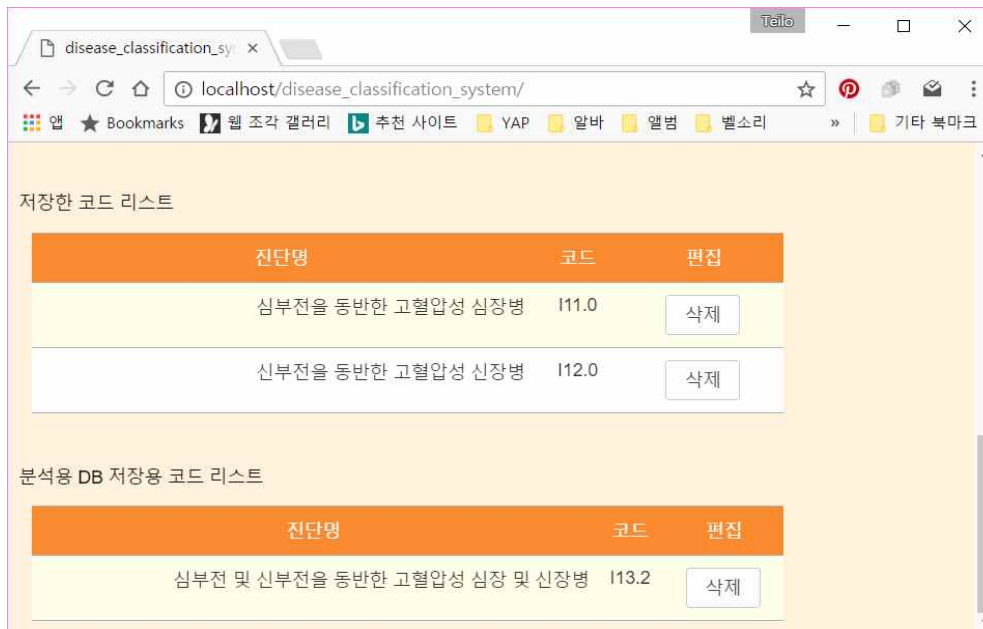 Teilo
disease_classification_sy
localhost/disease_classification_system/
앱 Bookmarks 웹 조각 갤러리 추천 사이트 YAP 알바 앨범 벨소리 » 기타 북마크
저장한 코드 리스트
진단명 코드 편집
심부전을 동반한 고혈압성 심장병 I11.0 삭제
신부전을 동반한 고혈압성 신장병 I12.0 삭제
분석용 DB 저장용 코드 리스트
진단명 코드 편집
심부전 및 신부전을 동반한 고혈압성 심장 및 신장병 I13.2 삭제